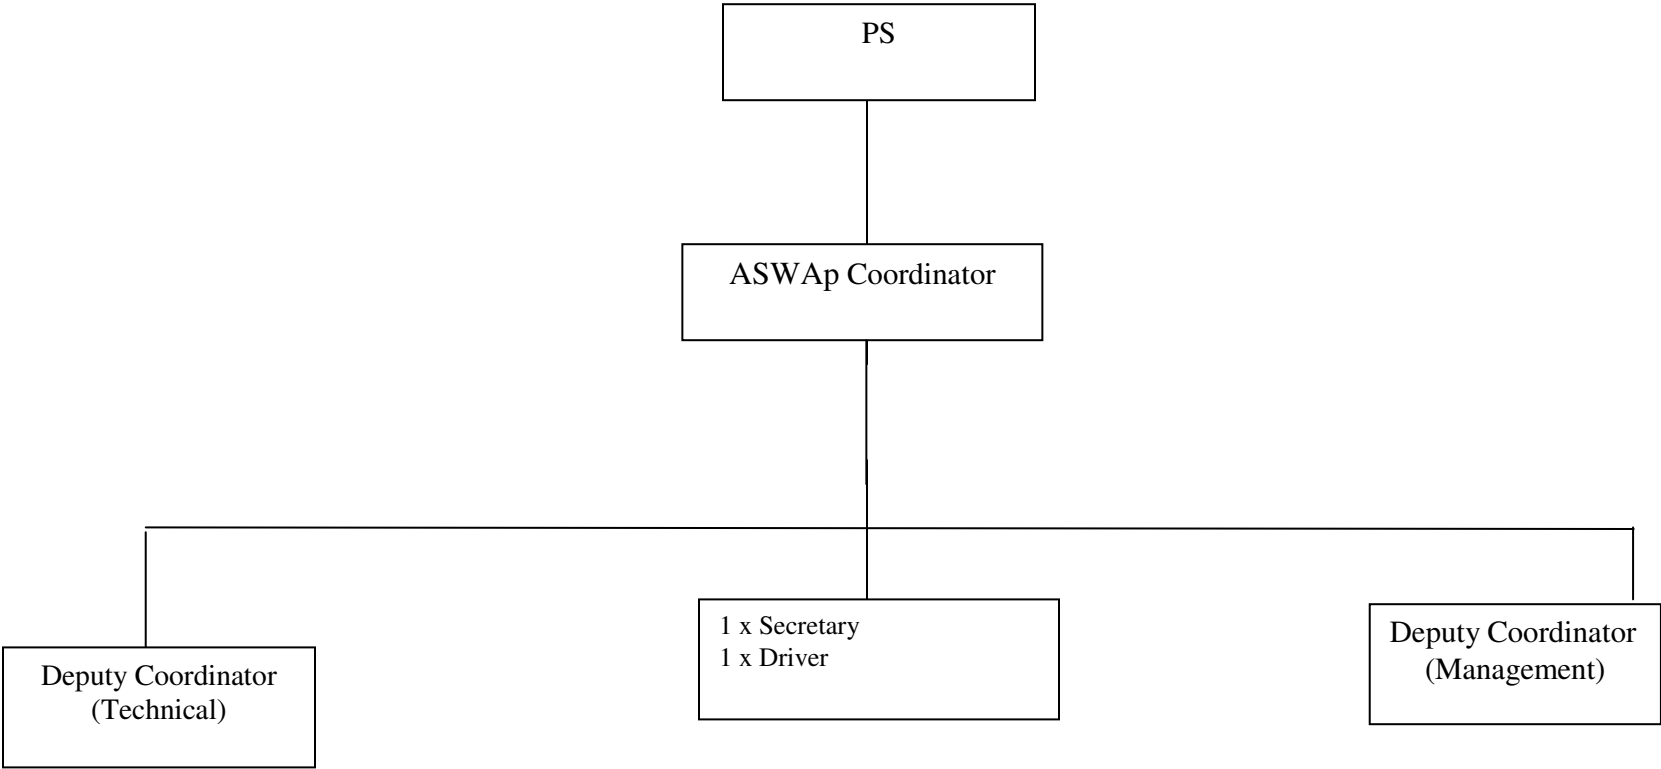 PS
ASWAp Coordinator
1 x Secretary
1 x Driver
Deputy Coordinator
(Management)
Deputy Coordinator
(Technical)